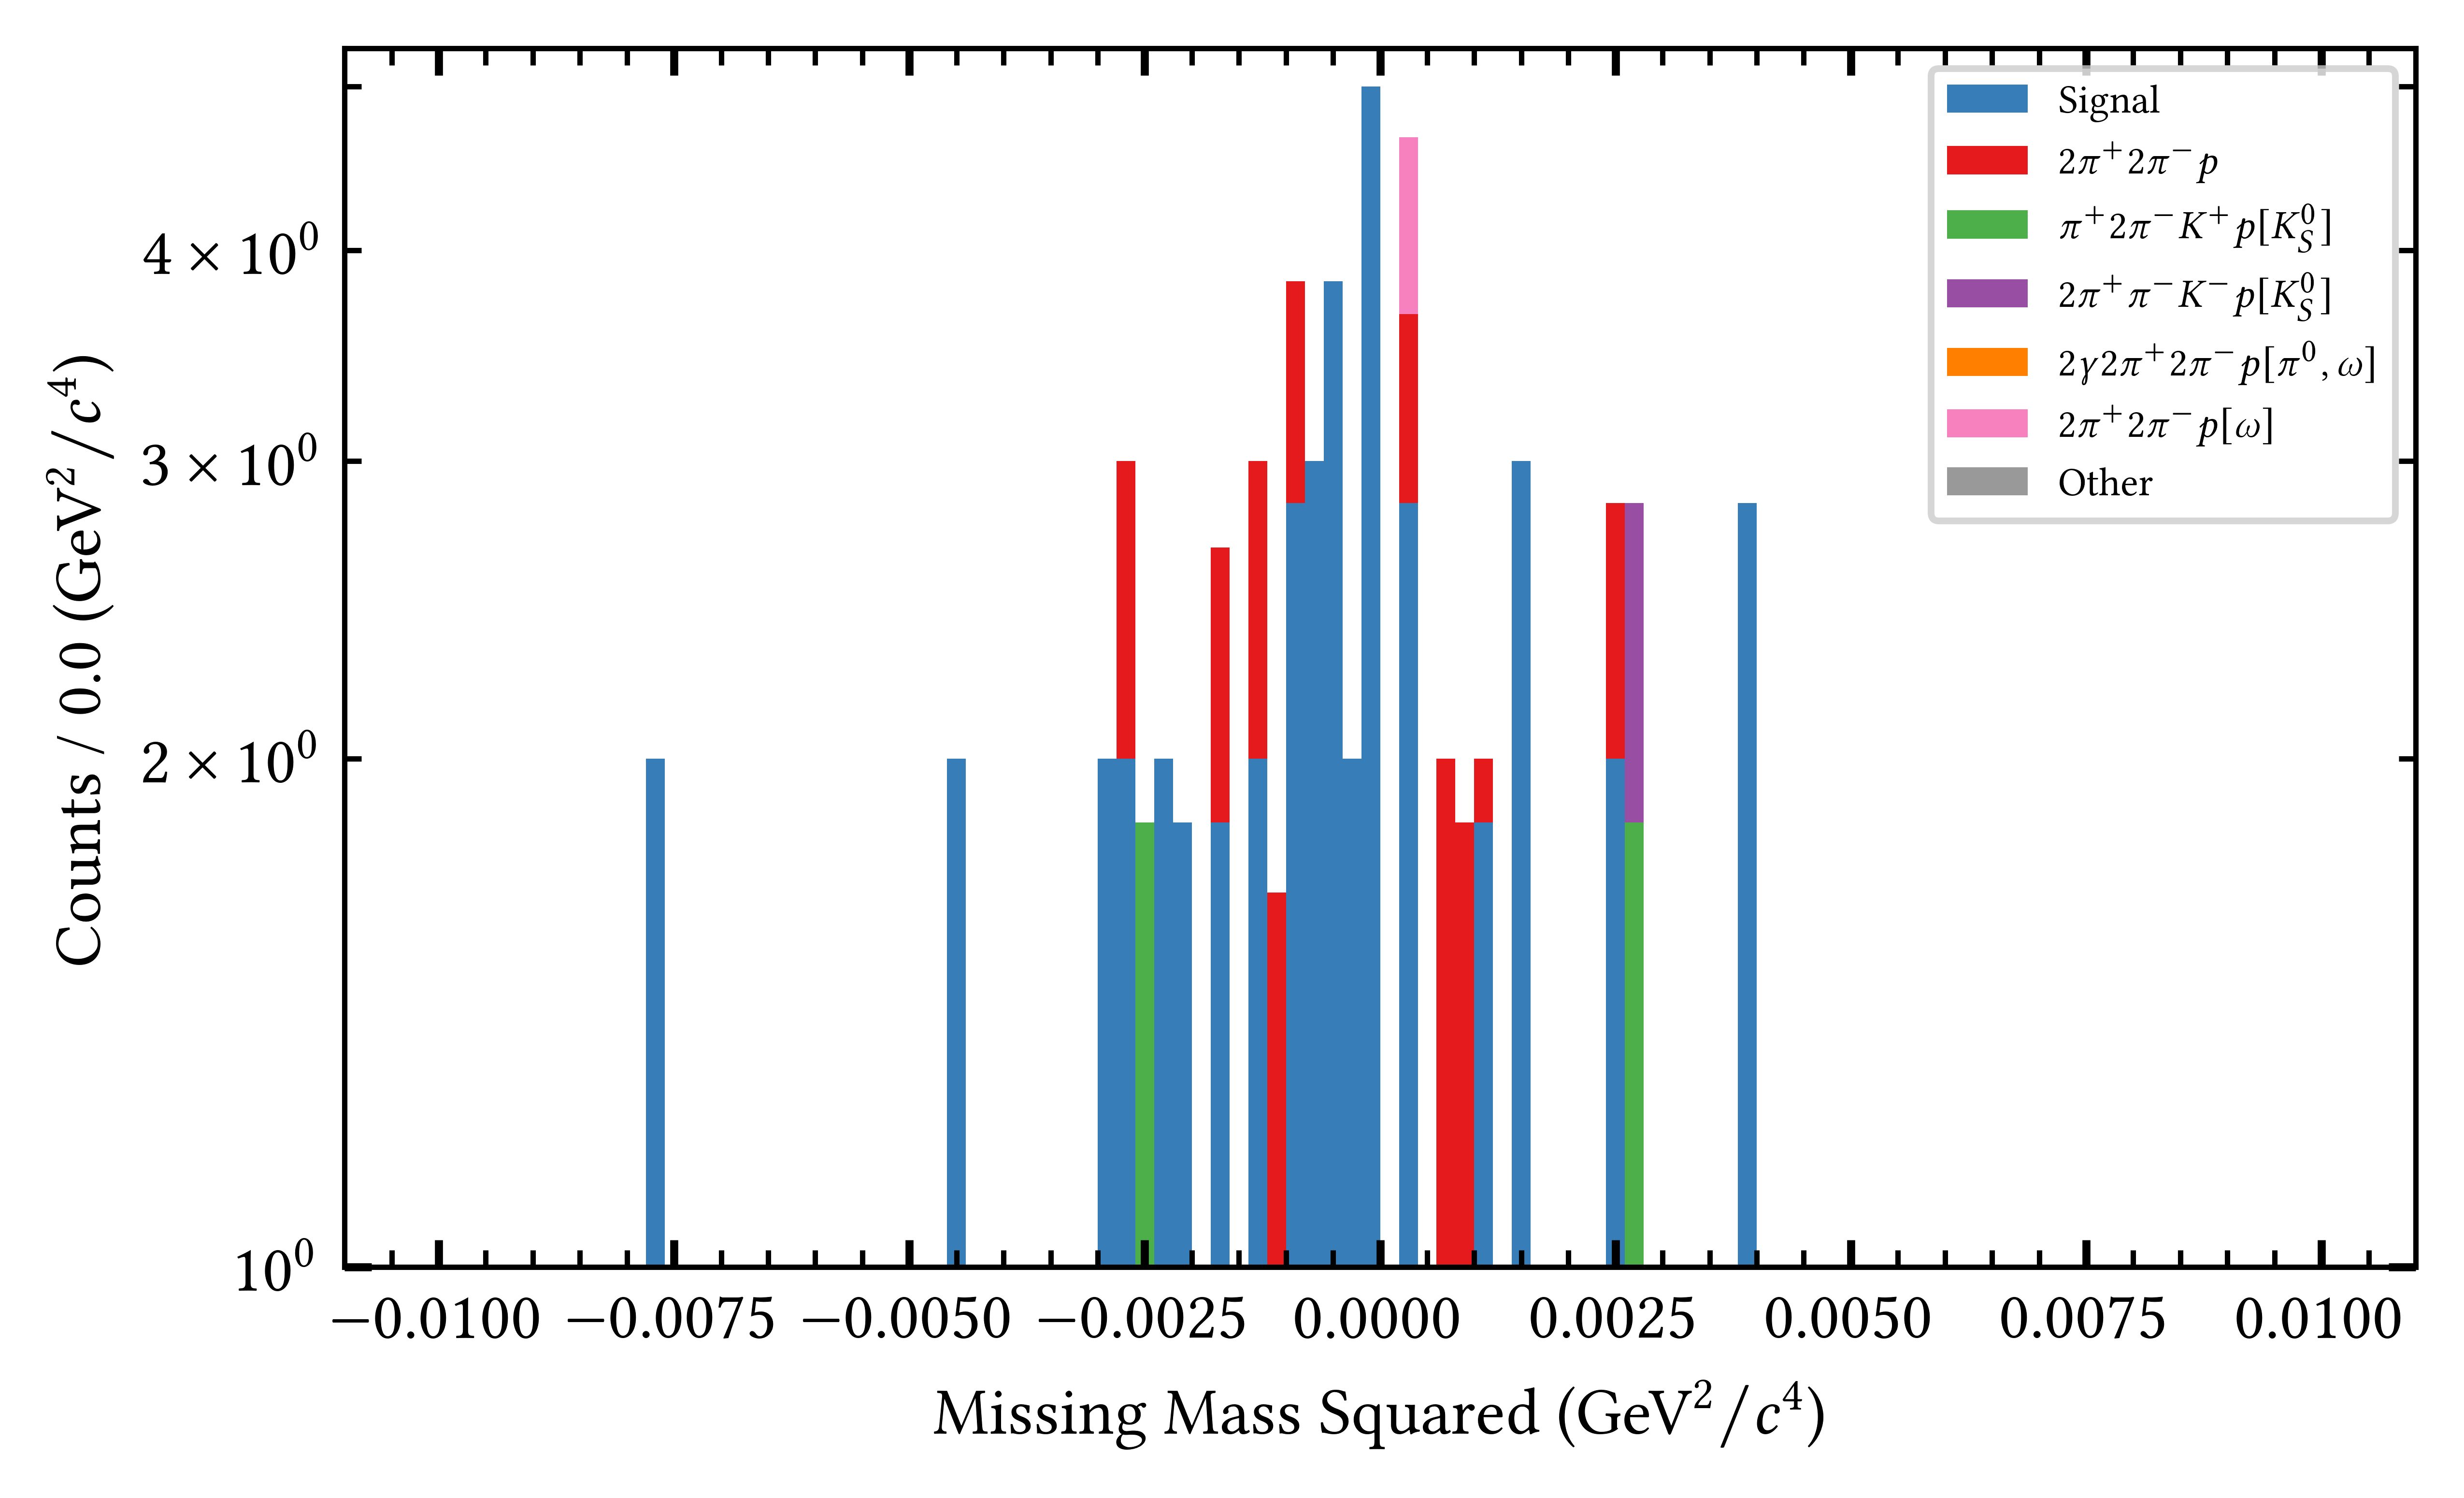 Counts / 0.0 (GeV²/c⁴)
4 × 10⁰
3 × 10⁰
2 × 10⁰
10⁰
Signal
2π⁺2π⁻p
π⁺2π⁻K⁺p[K⁰_S]
2π⁺π⁻K⁻p[K⁰_S]
2γ2π⁺2π⁻p[π⁰, ω]
2π⁺2π⁻p[ω]
Other
−0.0100 −0.0075 −0.0050 −0.0025 0.0000 0.0025 0.0050 0.0075 0.0100
Missing Mass Squared (GeV²/c⁴)